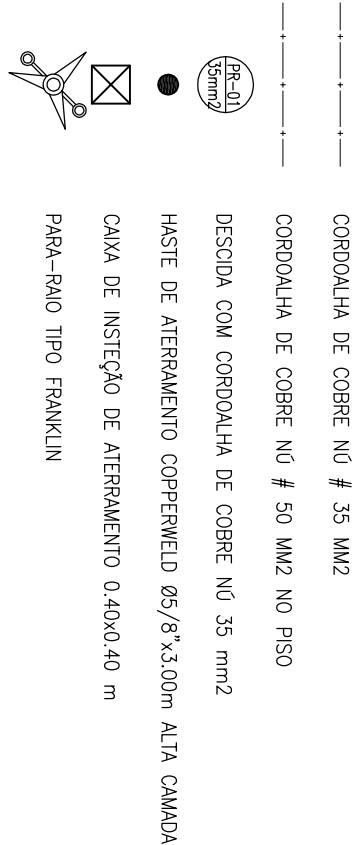 CORDOALHA DE COBRE NÚ # 35 MM2
CORDOALHA DE COBRE NÚ # 50 MM2 NO PISO
PR-01
35mm2
DESCIDA COM CORDOALHA DE COBRE NÚ 35 mm2
HASTE DE ATERRAMENTO COPPERWELD Ø5/8"x3.00m ALTA CAMADA
CAIXA DE INSTEÇÃO DE ATERRAMENTO 0.40x0.40 m
PARA-RAIO TIPO FRANKLIN